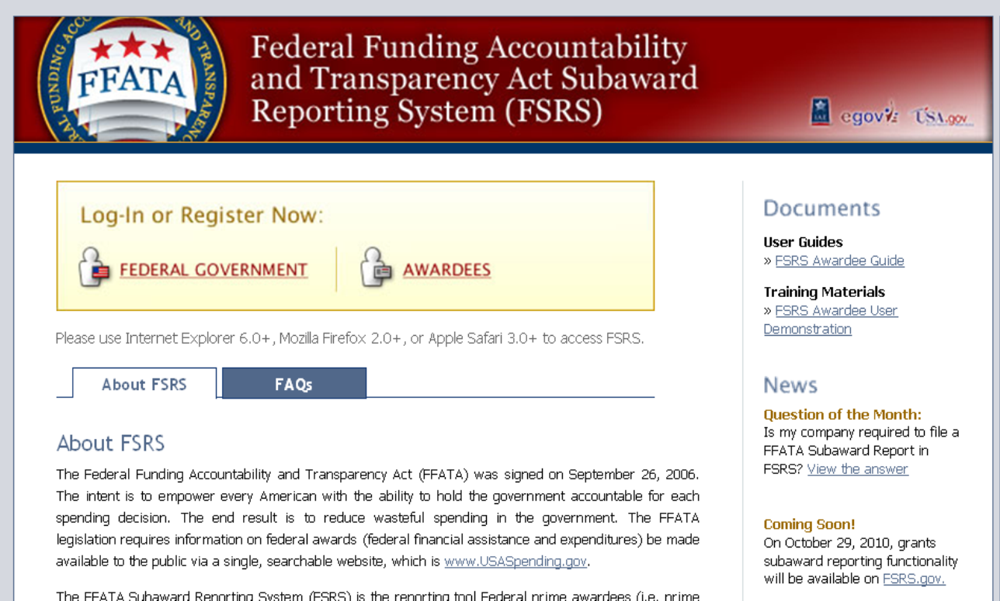 FEDERAL FUNDING ACCOUNTABILITY AND TRANSPARENCY
FFATA
Federal Funding Accountability
and Transparency Act Subaward
Reporting System (FSRS)
IAE
egov
USA.gov
Log-In or Register Now:
FEDERAL GOVERNMENT
AWARDEES
Please use Internet Explorer 6.0+, Mozilla Firefox 2.0+, or Apple Safari 3.0+ to access FSRS.
About FSRS
FAQs
About FSRS
The Federal Funding Accountability and Transparency Act (FFATA) was signed on September 26, 2006.
The intent is to empower every American with the ability to hold the government accountable for each
spending decision. The end result is to reduce wasteful spending in the government. The FFATA
legislation requires information on federal awards (federal financial assistance and expenditures) be made
available to the public via a single, searchable website, which is www.USASpending.gov.
The FFATA Subaward Reporting System (FSRS) is the reporting tool Federal prime awardees (i.e. prime
Documents
User Guides
» FSRS Awardee Guide
Training Materials
» FSRS Awardee User
Demonstration
News
Question of the Month:
Is my company required to file a
FFATA Subaward Report in
FSRS? View the answer
Coming Soon!
On October 29, 2010, grants
subaward reporting functionality
will be available on FSRS.gov.